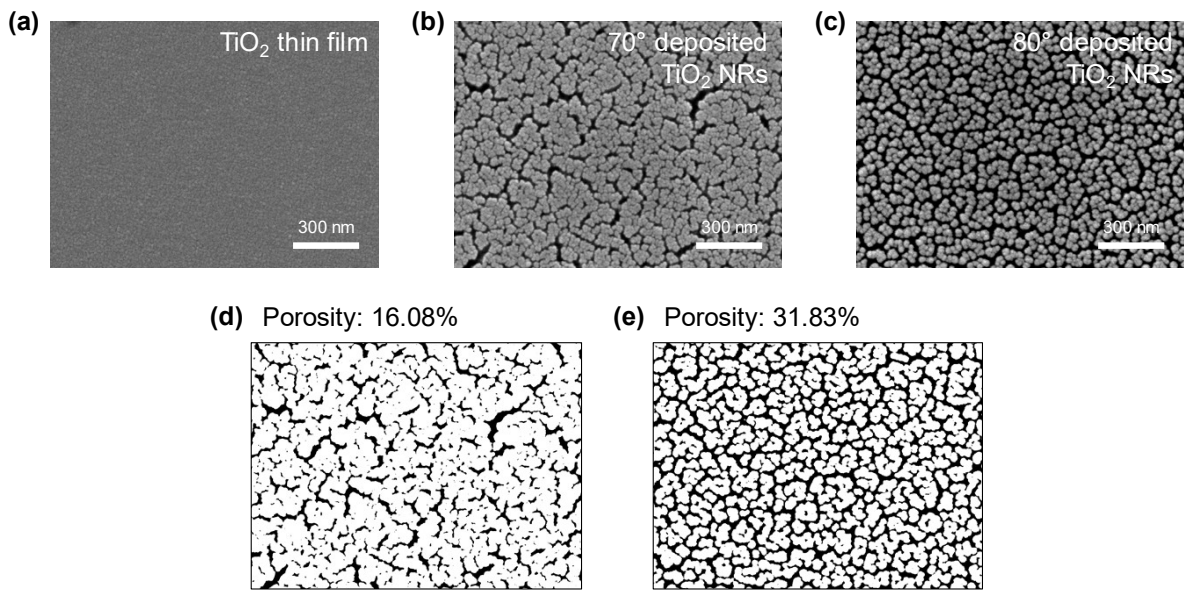 (a)
TiO₂ thin film
300 nm
(b)
70° deposited
TiO₂ NRs
300 nm
(c)
80° deposited
TiO₂ NRs
300 nm
(d) Porosity: 16.08%
(e) Porosity: 31.83%